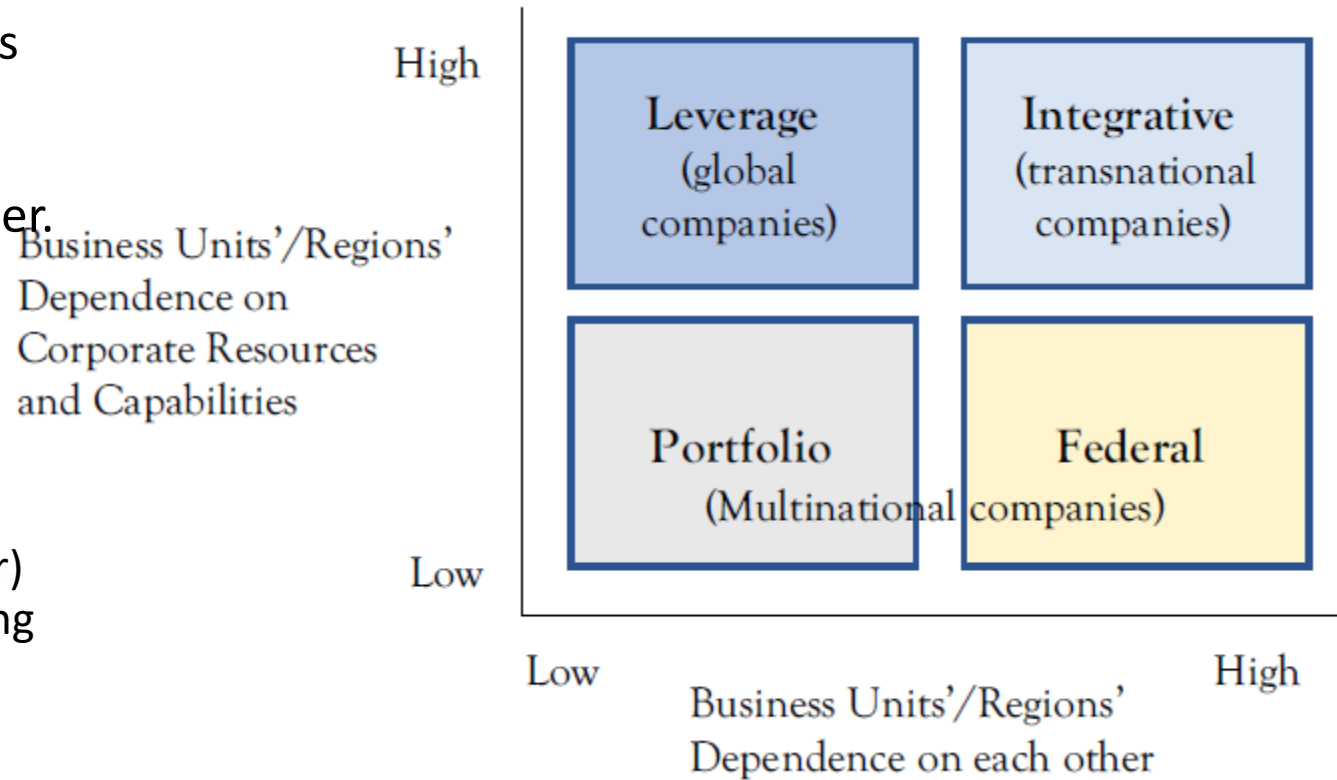 s
High
Leverage
(global
companies)
Integrative
(transnational
companies)
er.
Business Units’/Regions’
Dependence on
Corporate Resources
and Capabilities
Portfolio
Federal
(Multinational companies)
r)
Low
ng
Low
High
Business Units’/Regions’
Dependence on each other